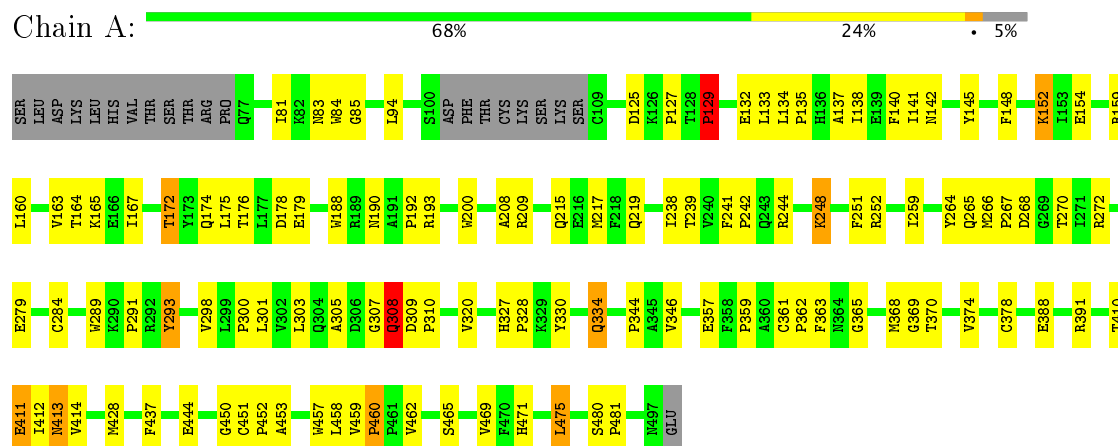 Chain A:
68% 24% • 5%
SER LEU ASP LYS LEU HIS VAL THR SER THR ARG PRO Q77 I81 K82 N83 W84 G85 L94 S100 ASP PHE THR CYS LYS SER LYS SER C109 D125 K126 P127 T128 P129 E132 L133 L134 P135 H136 A137 I138 E139 F140 I141 N142 Y145 F148 K152 I153 E154 R159
L160 V163 T164 K165 E166 I167 T172 Y173 Q174 L175 T176 L177 D178 E179 W188 R189 N190 A191 P192 R193 W200 A208 R209 Q215 E216 M217 F218 Q219 I238 T239 V240 F241 P242 Q243 R244 K248 F251 R252 I259 Y264 Q265 M266 P267 D268 G269 T270 I271 R272
E279 C284 W289 K290 P291 R292 Y293 V298 L299 P300 L301 V302 L303 Q304 A305 D306 G307 Q308 D309 P310 V320 H327 P328 K329 Y330 Q334 P344 A345 V346 E357 F358 P359 A360 C361 P362 F363 N364 G365 M368 G369 T370 V374 C378 E388 R391
E411 I412 N413 V414 M428 F437 E444 G450 C451 P452 A453 W457 L458 V459 P460 P461 V462 S465 V469 F470 H471 L475 S480 P481 N497 GLU